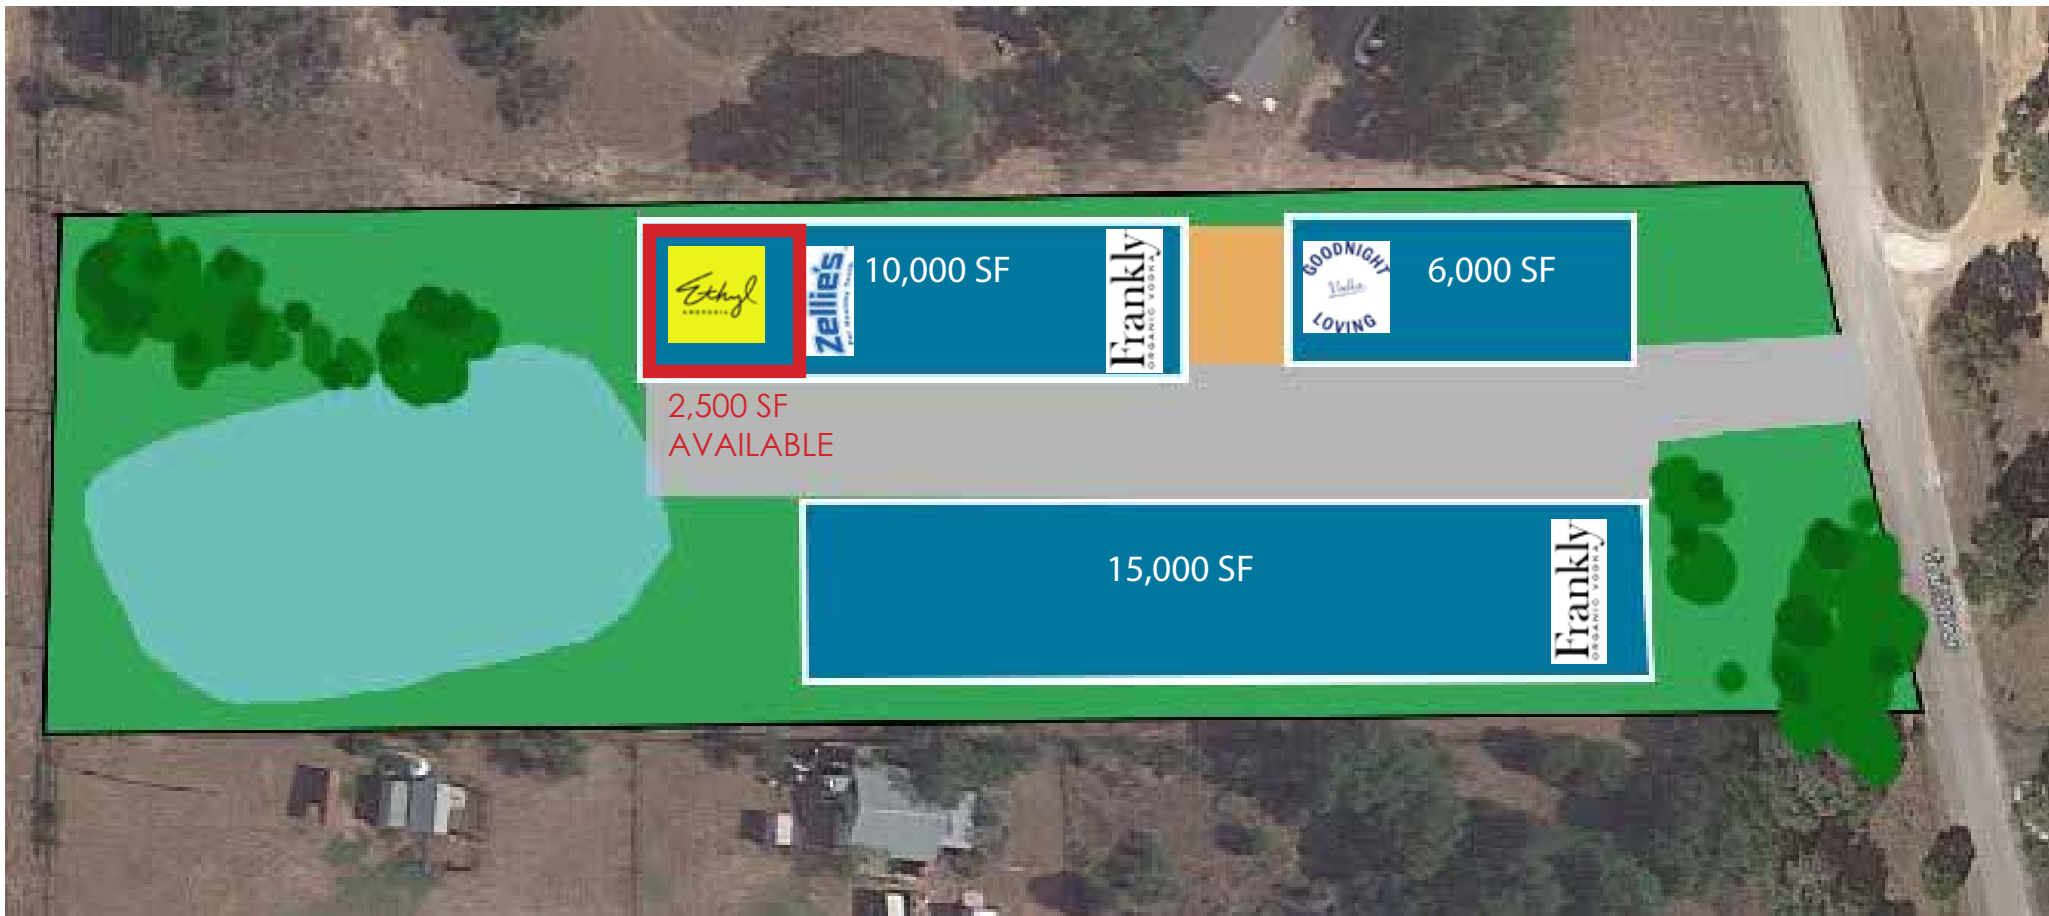 Ethyl
AMBROSIA
Zellie's
10,000 SF
Frankly
ORGANIC VODKA
GOODNIGHT
Vodka
LOVING
6,000 SF
2,500 SF
AVAILABLE
15,000 SF
Frankly
ORGANIC VODKA